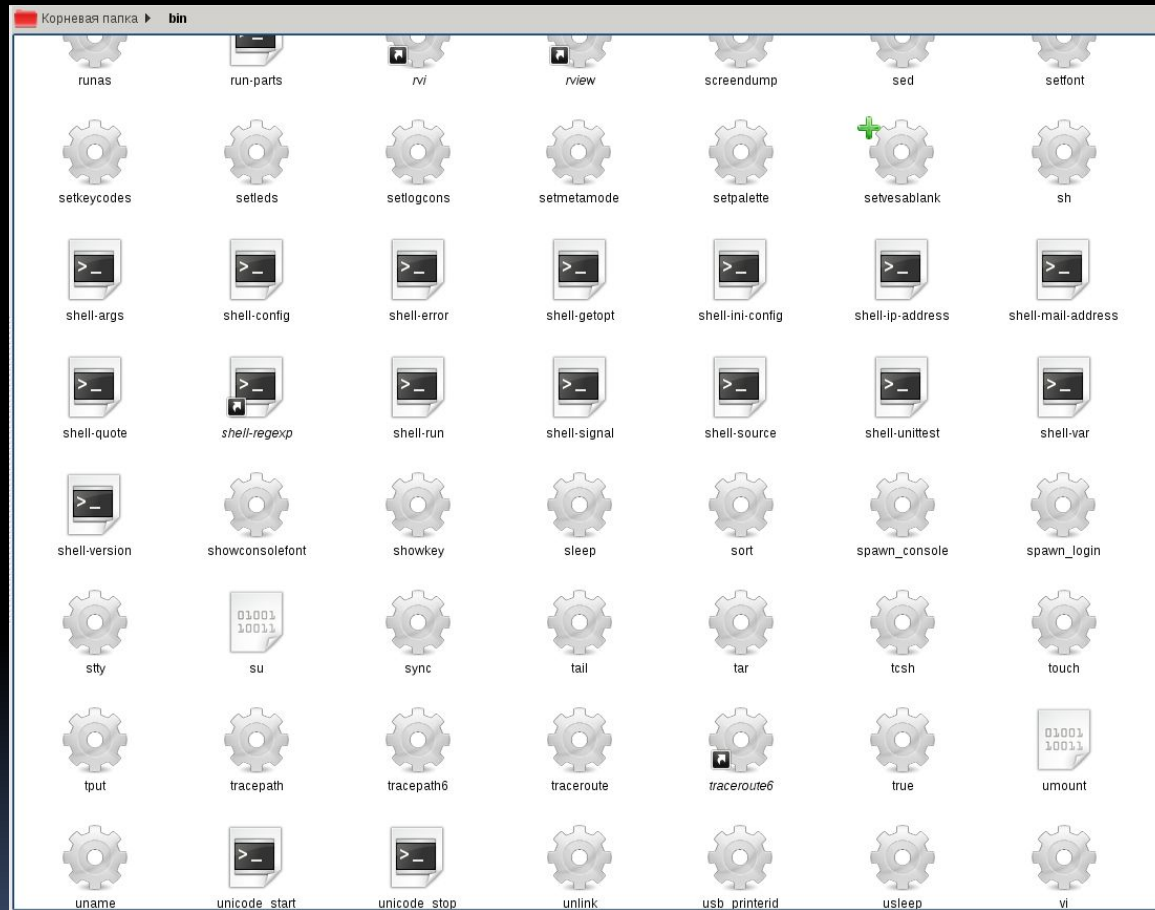 Корневая папка bin
runas run-parts rvi rview screendump sed setfont
setkeycodes setleds setlogcons setmetamode setpalette setvesablank sh
>_ >_ >_ >_ >_ >_ >_
shell-args shell-config shell-error shell-getopt shell-ini-config shell-ip-address shell-mail-address
>_ >_ >_ >_ >_ >_ >_
shell-quote shell-regexp shell-run shell-signal shell-source shell-unittest shell-var
>_
shell-version showconsolefont showkey sleep sort spawn_console spawn_login
01001
10011
stty su sync tail tar tcsh touch
01001
10011
tput tracepath tracepath6 traceroute traceroute6 true umount
>_ >_
uname unicode_start unicode_stop unlink usb_printerid usleep vi